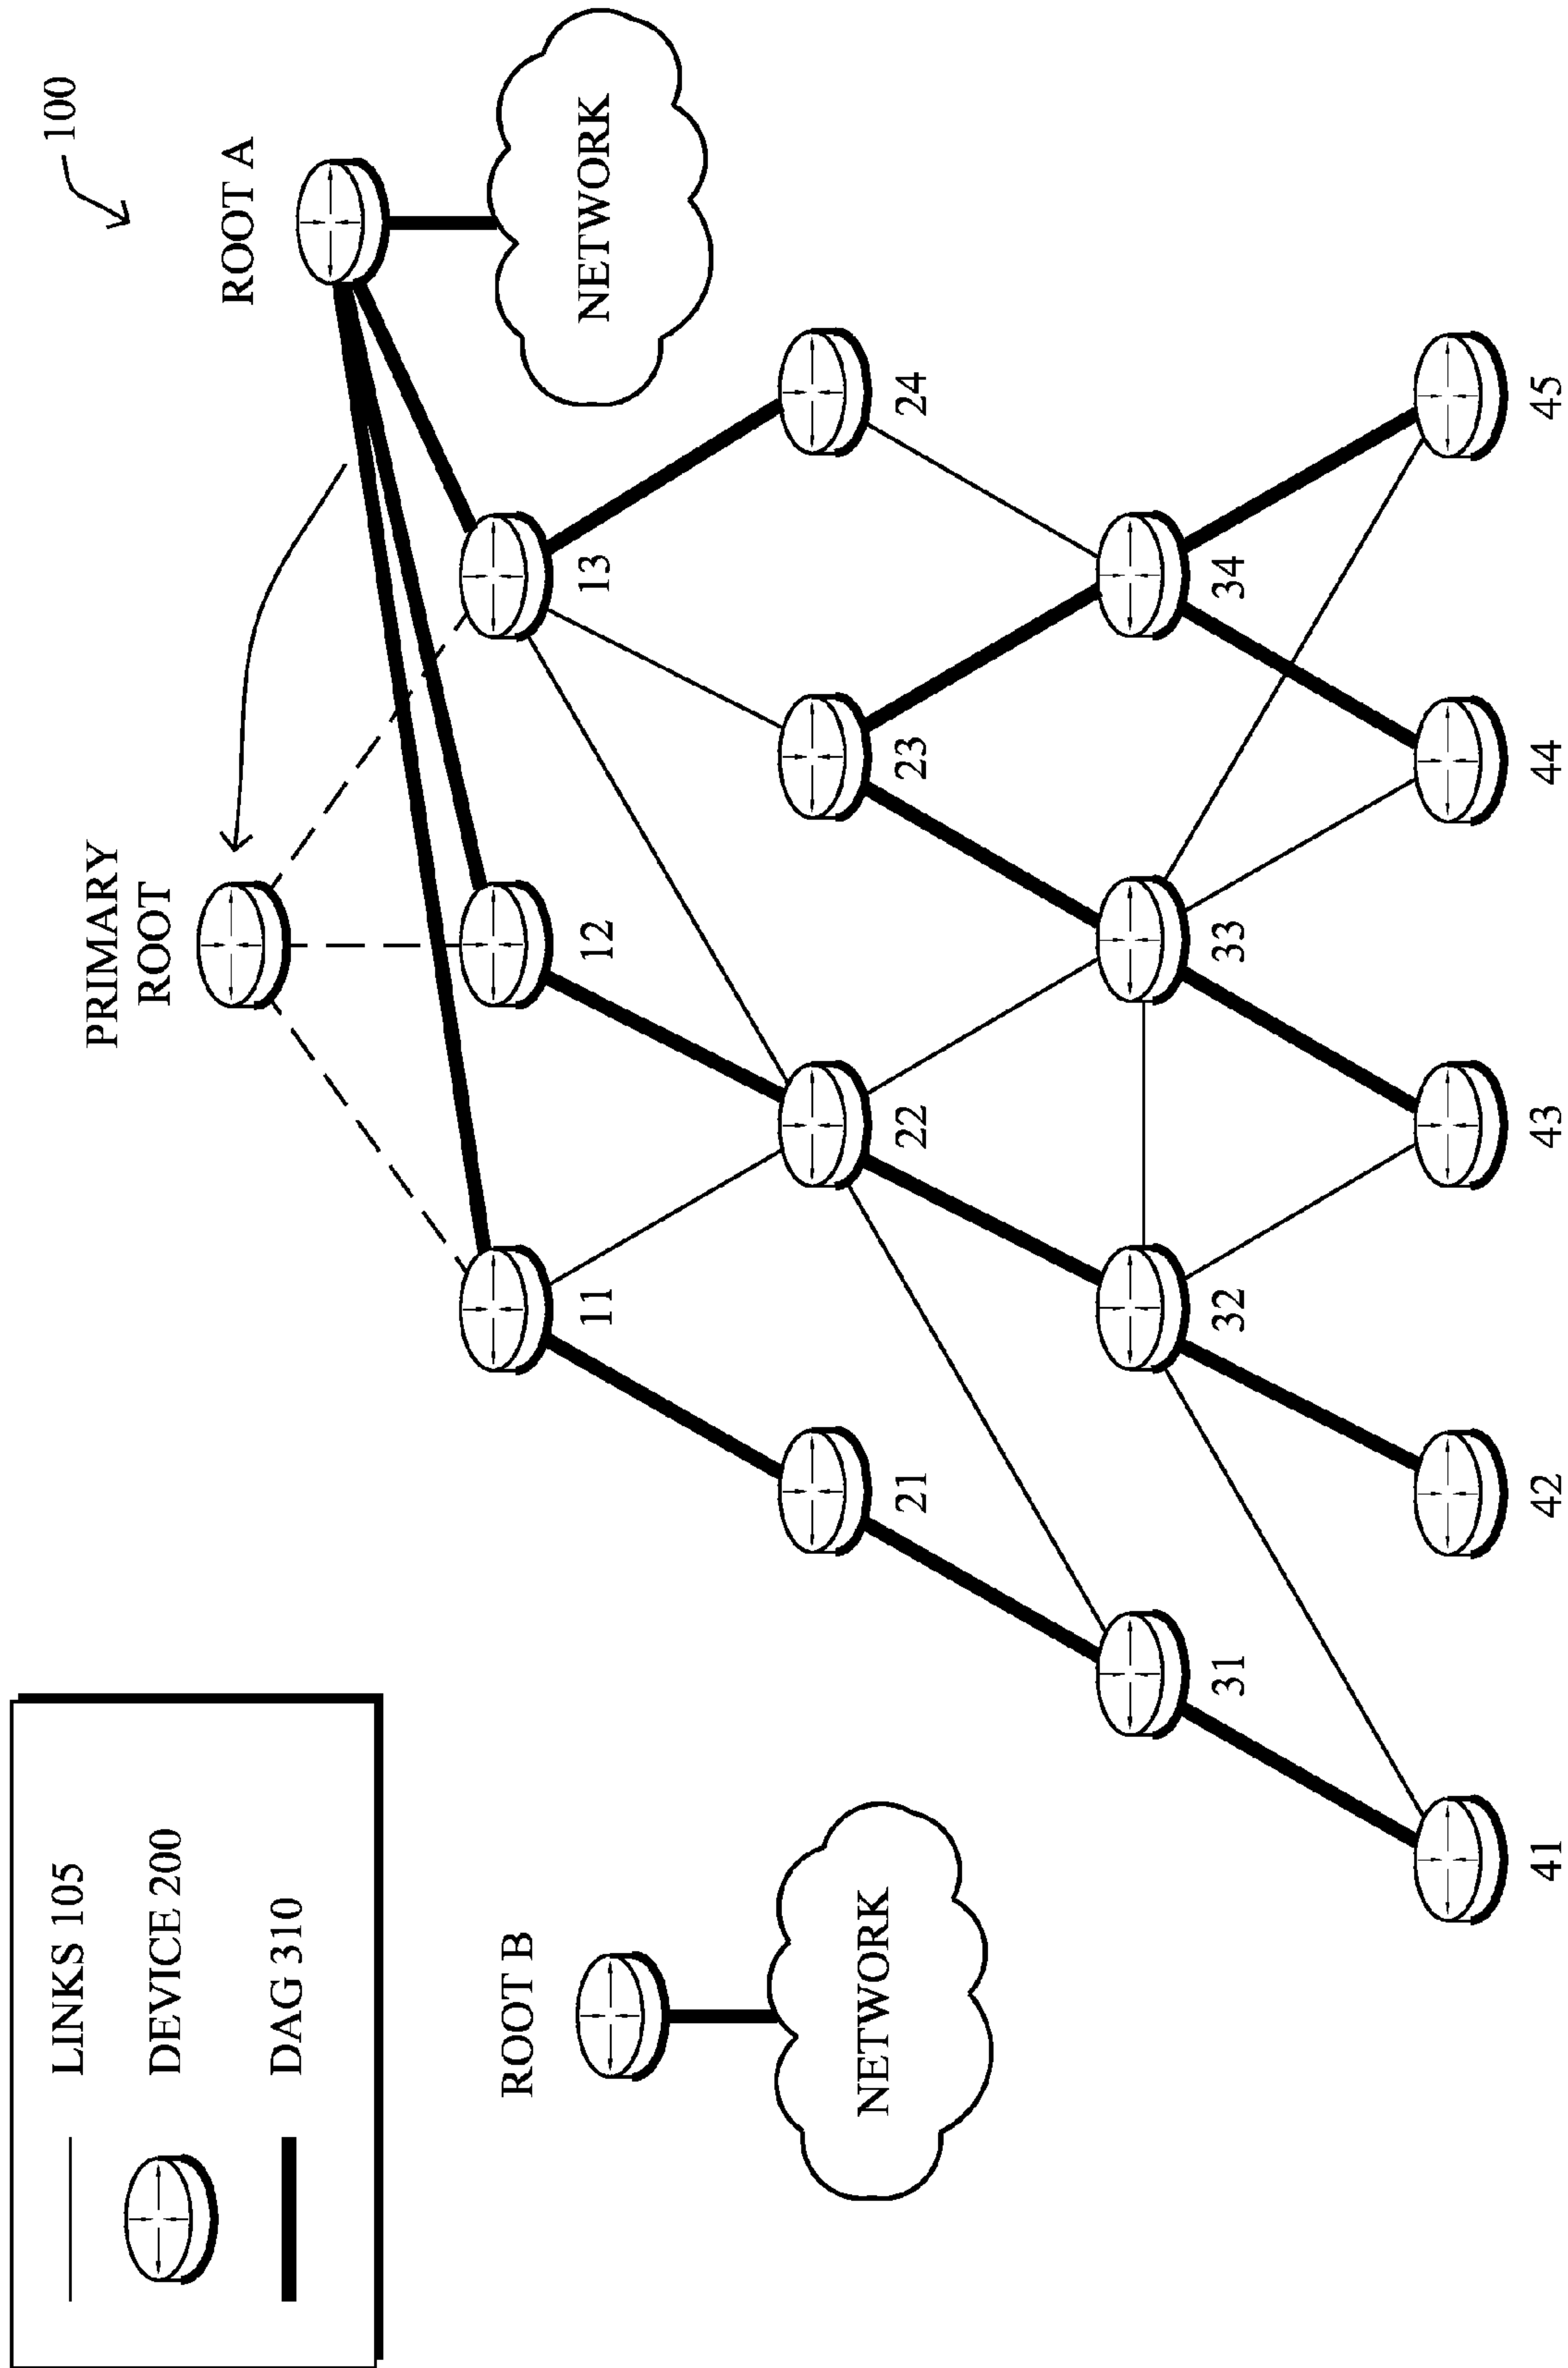 LINKS 105
DEVICE 200
DAG 310
100
PRIMARY
ROOT
ROOT A
NETWORK
ROOT B
NETWORK
11
12
13
21
22
23
24
31
32
33
34
41
42
43
44
45